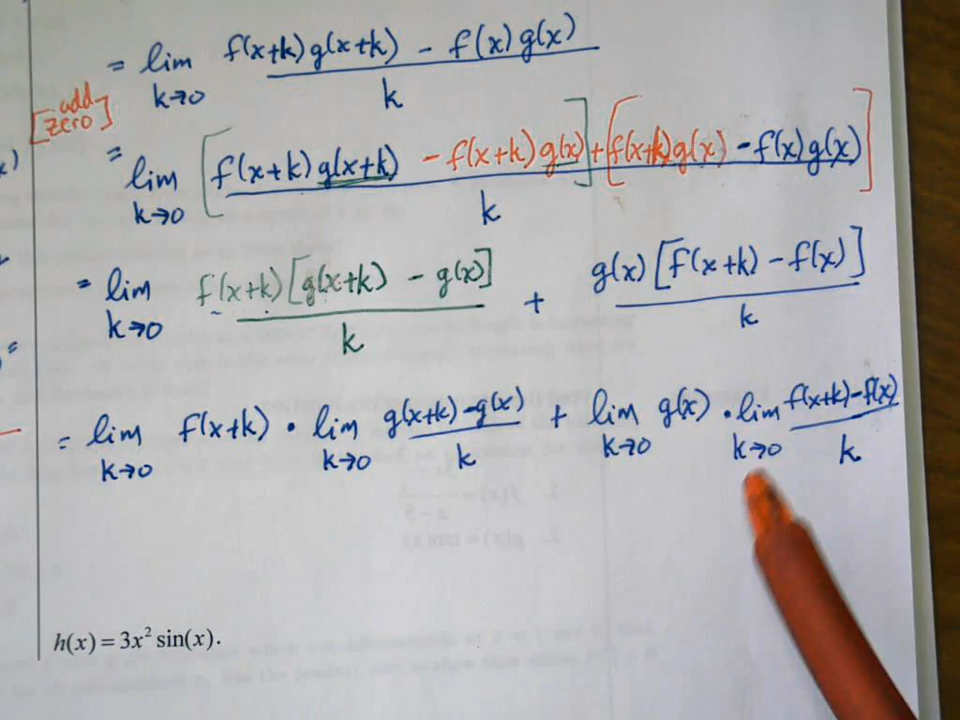 = lim k→0 f(x+k)g(x+k) - f(x)g(x) / k
[add zero]
= lim k→0 [f(x+k)g(x+k) - f(x+k)g(x)] + [f(x+k)g(x) - f(x)g(x)] / k
= lim k→0 f(x+k)[g(x+k) - g(x)] / k + g(x)[f(x+k) - f(x)] / k
= lim k→0 f(x+k) · lim k→0 g(x+k)-g(x) / k + lim k→0 g(x) · lim k→0 f(x+k)-f(x) / k
h(x) = 3x² sin(x).